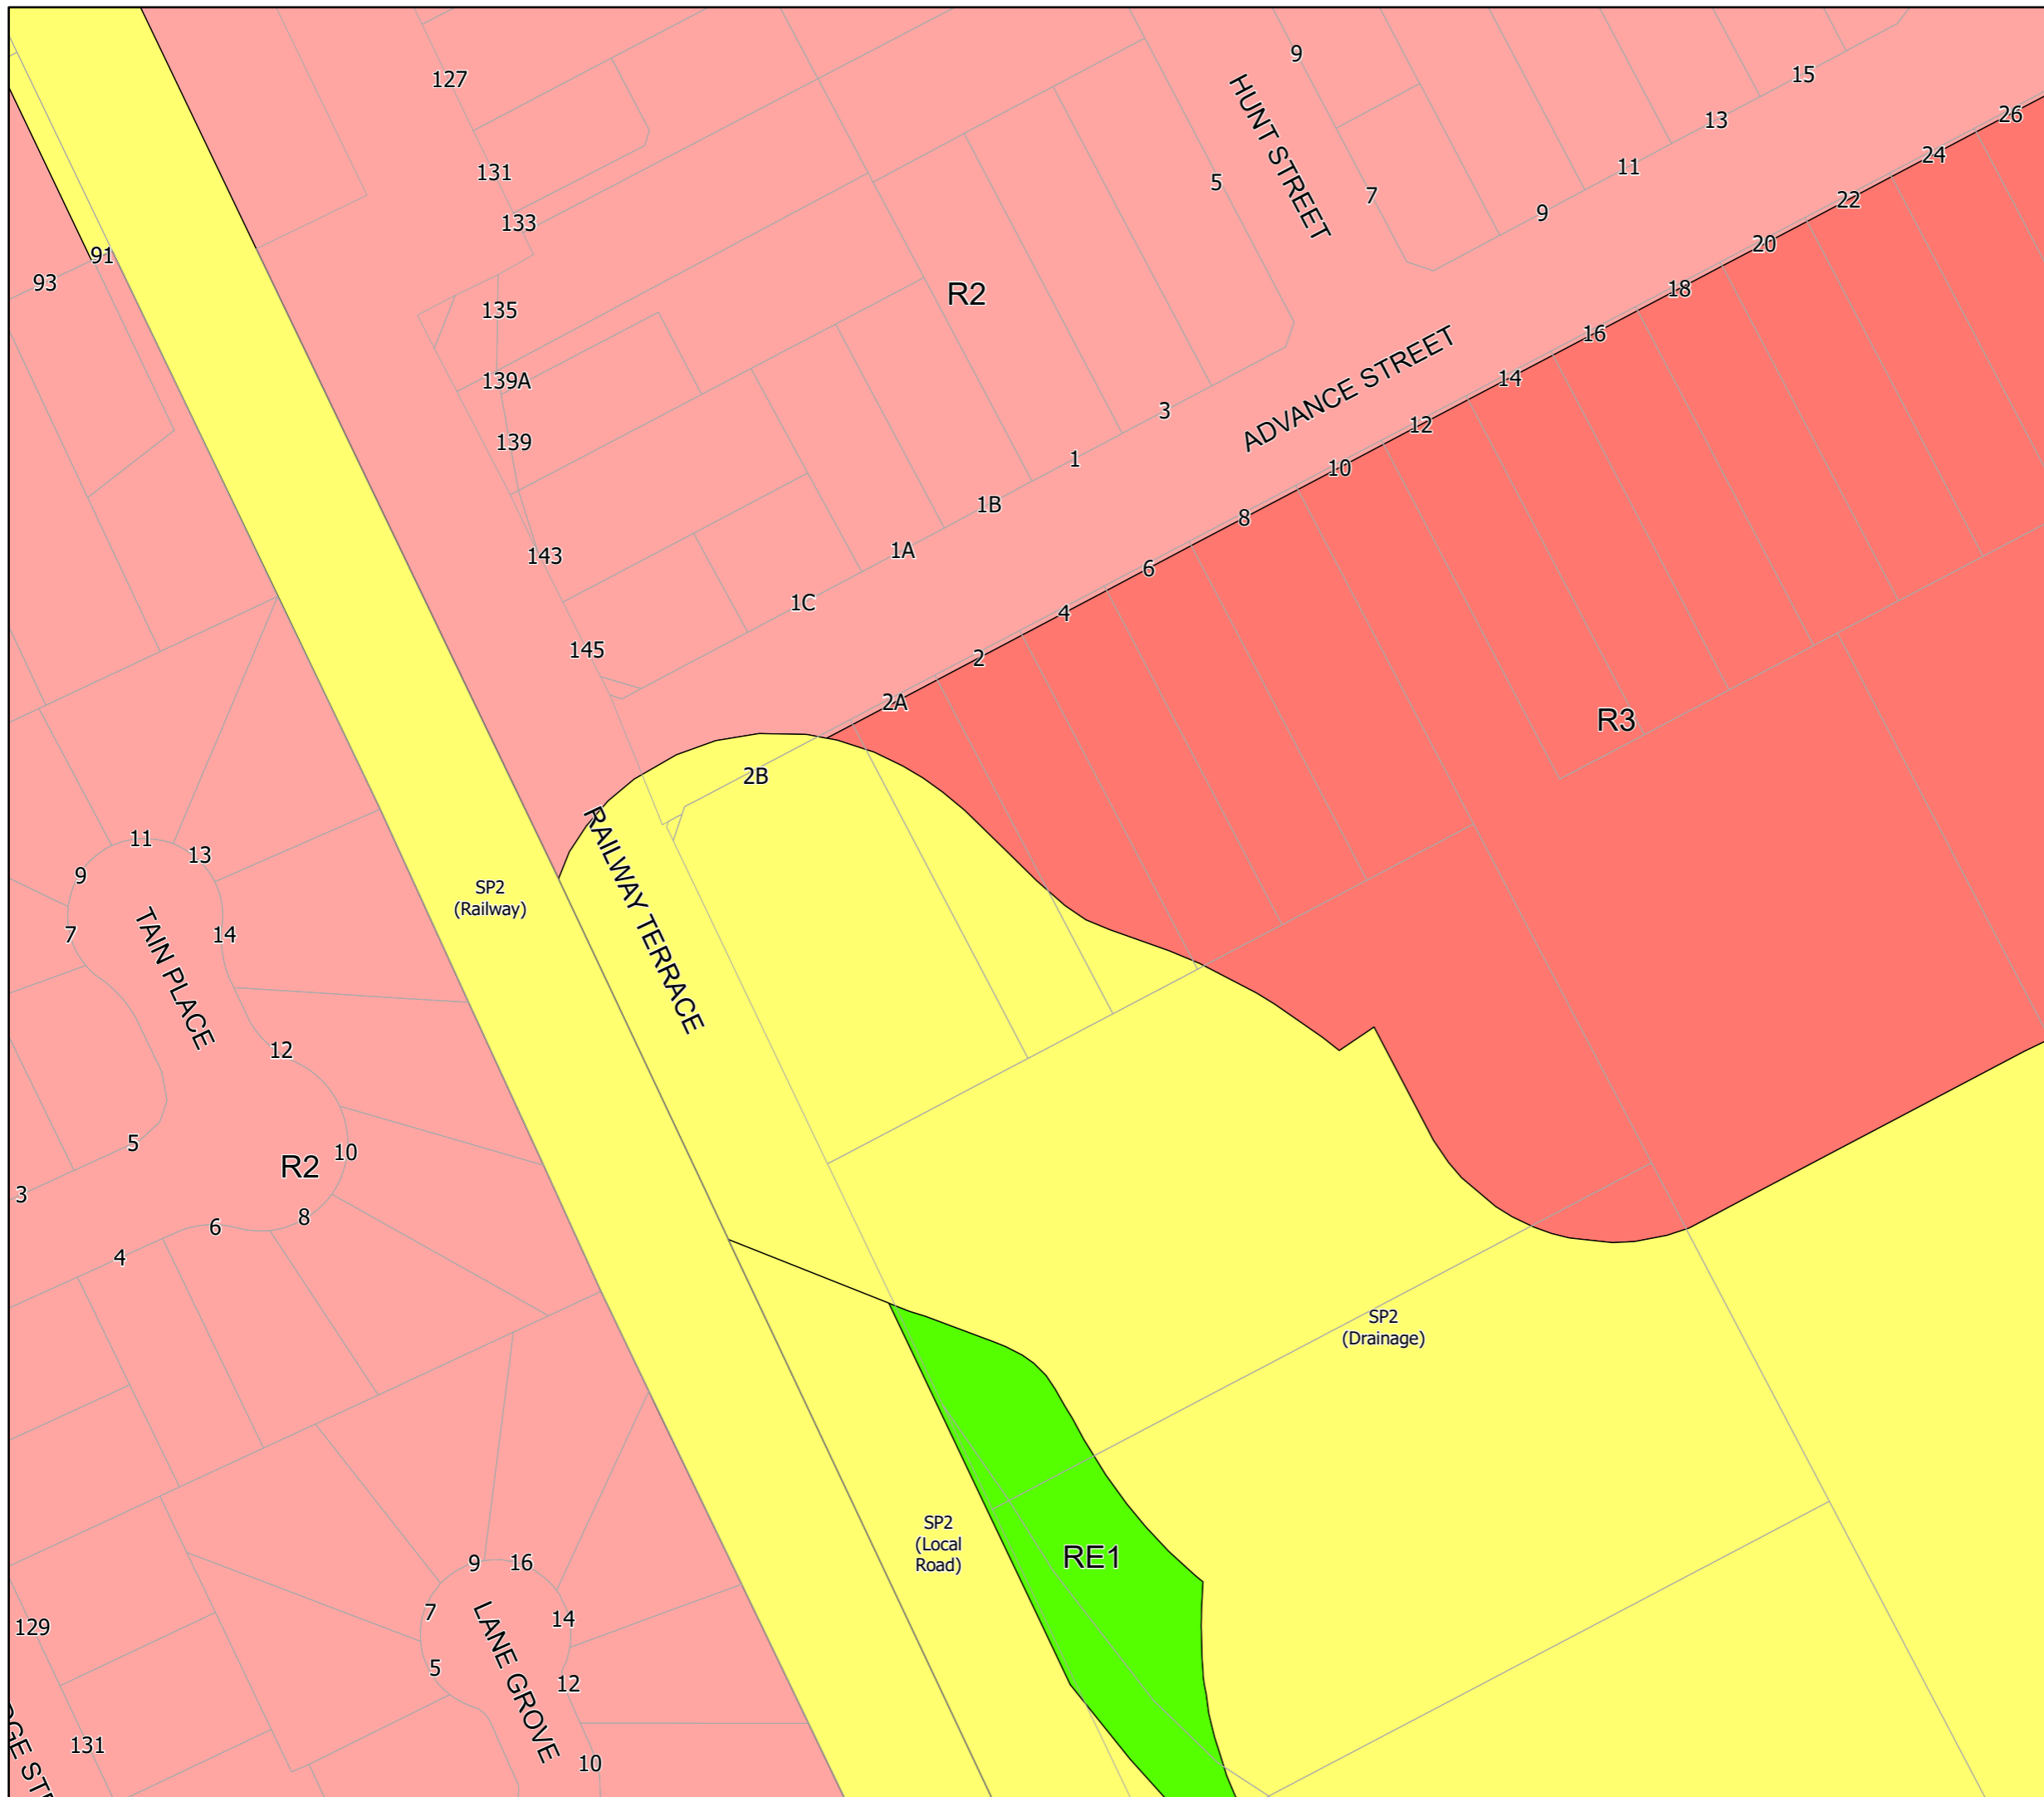 9
127
HUNT STREET
15
26
13
24
131
11
5
7
22
133
9
20
91
93
18
R2
135
16
139A
14
ADVANCE STREET
3
12
139
1
10
1B
8
1A
143
6
1C
4
145
2
2A
R3
2B
11
13
9
SP2
(Railway)
RAILWAY TERRACE
7
14
TAIN PLACE
12
5
10
R2
3
8
6
4
SP2
(Drainage)
SP2
(Local
Road)
RE1
9
16
7
14
129
LANE GROVE
5
12
131
10